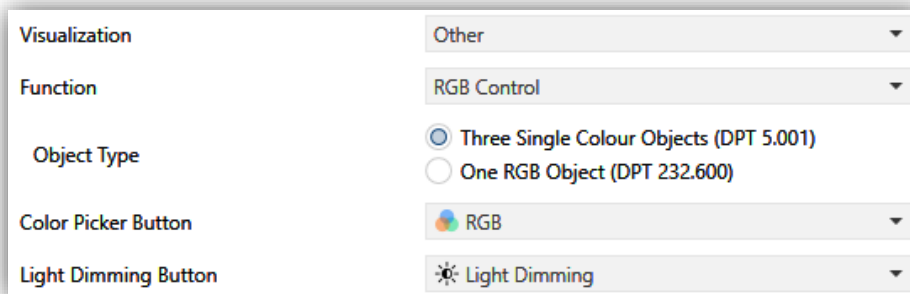 Visualization
Other
Function
RGB Control
Object Type
Three Single Colour Objects (DPT 5.001)
One RGB Object (DPT 232.600)
Color Picker Button
RGB
Light Dimming Button
Light Dimming